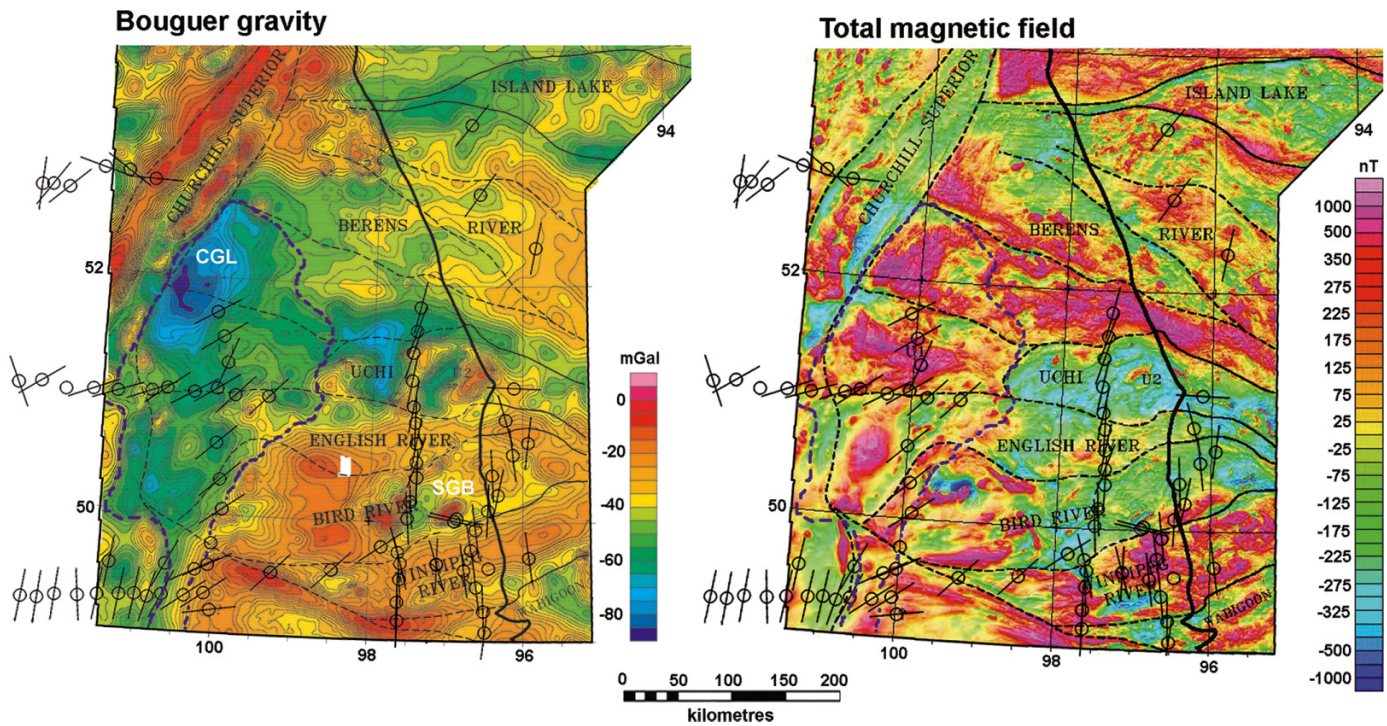 Bouguer gravity
CHURCHILL-SUPERIOR
ISLAND LAKE
94
BERENS
RIVER
CGL
52
UCHI
U2
ENGLISH RIVER
SGB
BIRD RIVER
50
WINNIPEG
RIVER
WABIGOON
100
98
96
mGal
0
-20
-40
-60
-80
Total magnetic field
CHURCHILL-SUPERIOR
ISLAND LAKE
94
BERENS
RIVER
52
U1
UCHI
U2
ENGLISH RIVER
50
BIRD RIVER
WINNIPEG
RIVER
WABIGOON
100
98
96
nT
1000
500
350
275
225
175
125
75
25
-25
-75
-125
-175
-225
-275
-325
-500
-1000
0
50
100
150
200
kilometres